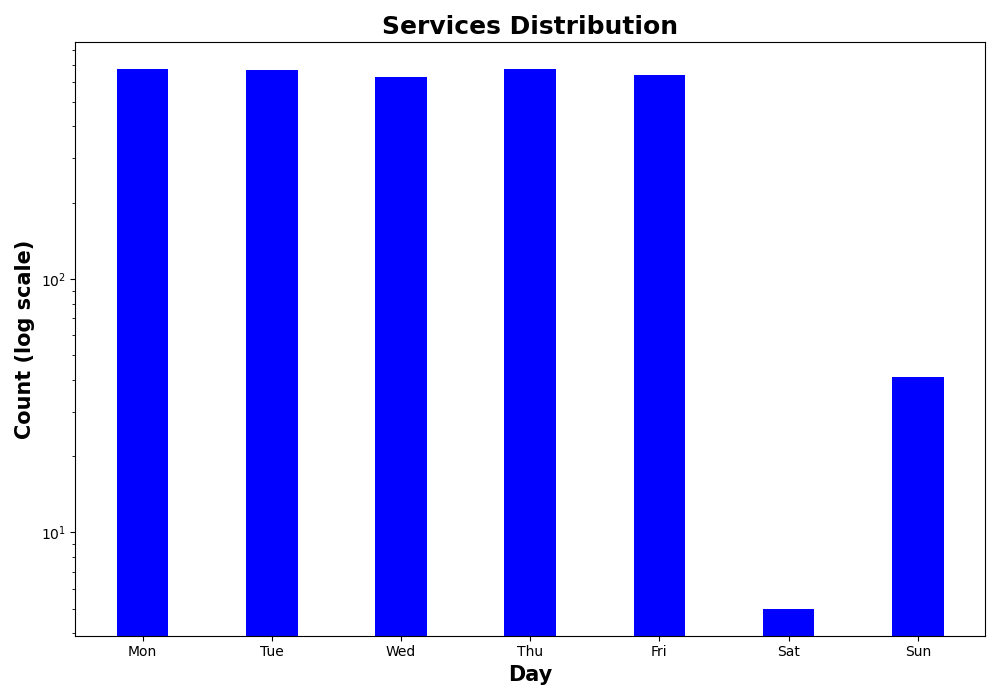 Services Distribution
Count (log scale)
10²
10¹
Mon Tue Wed Thu Fri Sat Sun
Day